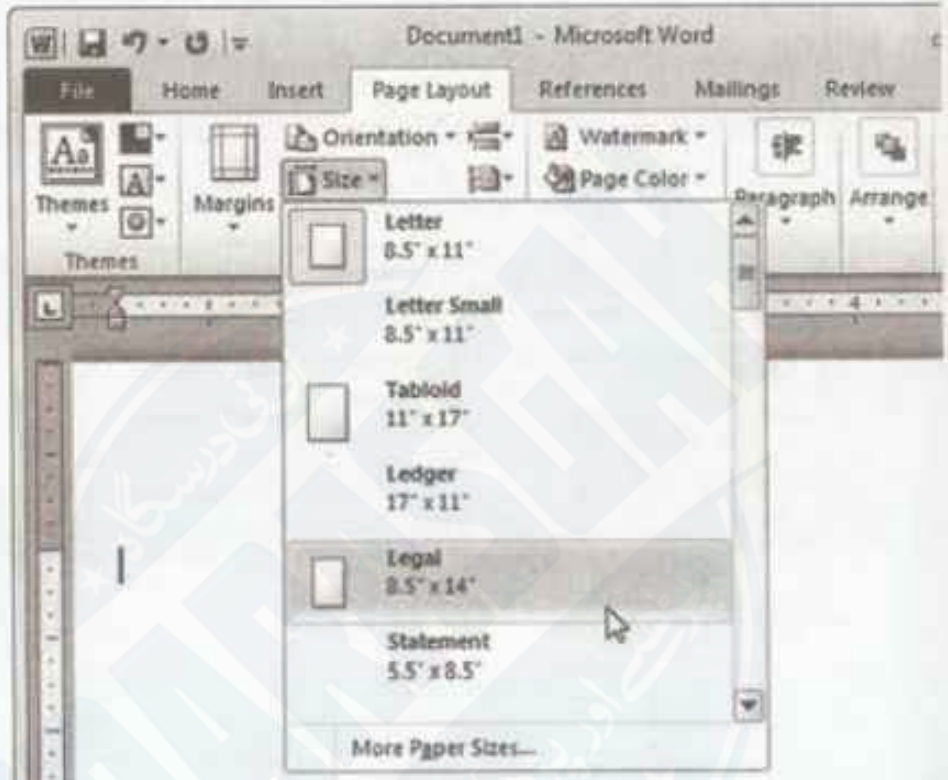 Document1 - Microsoft Word
File Home Insert Page Layout References Mailings Review
Orientation Watermark
Size Page Color
Themes Margins Paragraph Arrange
Themes
Letter
8.5" x 11"
Letter Small
8.5" x 11"
Tabloid
11" x 17"
Ledger
17" x 11"
Legal
8.5" x 14"
Statement
5.5" x 8.5"
More Paper Sizes...